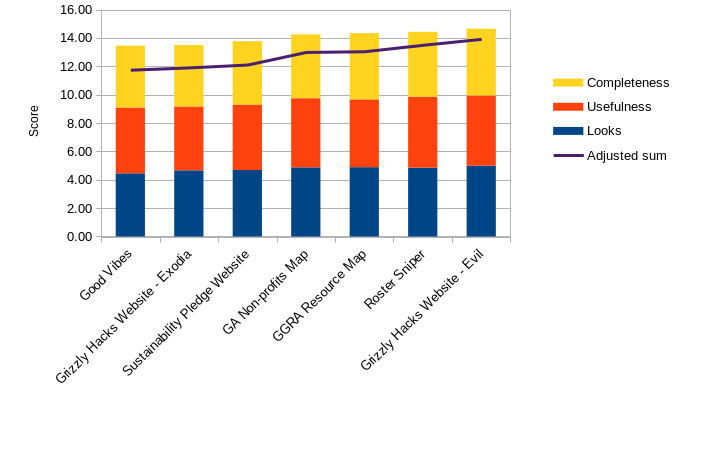 16.00
14.00
12.00
10.00
8.00
6.00
4.00
2.00
0.00
Score
Good Vibes
Grizzly Hacks Website - Exodia
Sustainability Pledge Website
GA Non-profits Map
GGRA Resource Map
Roster Sniper
Grizzly Hacks Website - Evil
Completeness
Usefulness
Looks
Adjusted sum